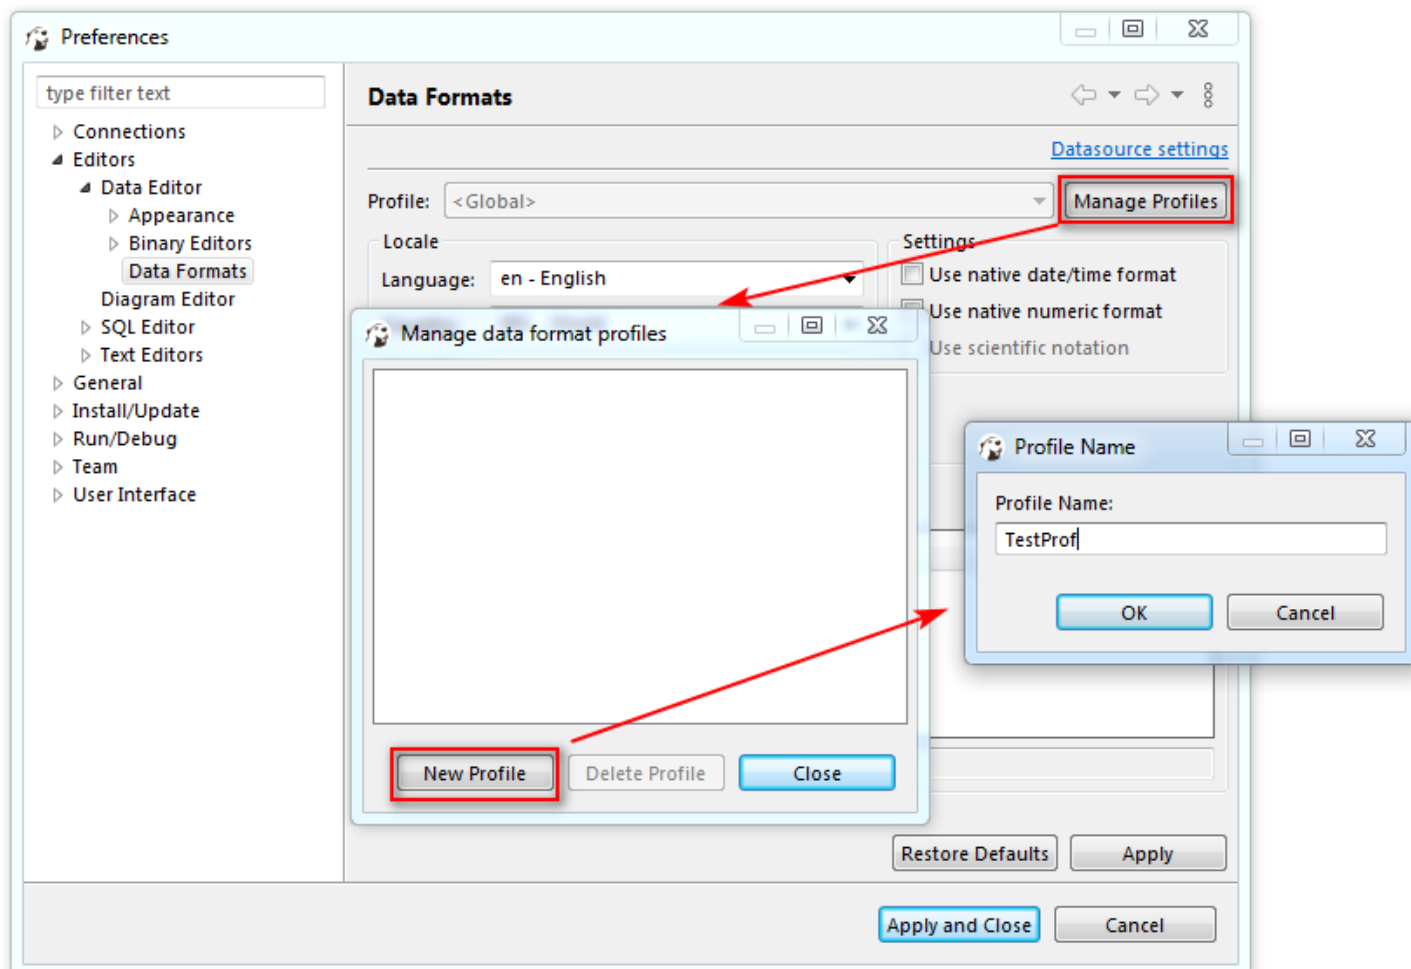 Preferences
type filter text
Connections
Editors
Data Editor
Appearance
Binary Editors
Data Formats
Diagram Editor
SQL Editor
Text Editors
General
Install/Update
Run/Debug
Team
User Interface
Data Formats
Datasource settings
Profile: <Global> Manage Profiles
Locale
Language: en - English
Settings
Use native date/time format
Use native numeric format
Use scientific notation
Manage data format profiles
New Profile Delete Profile Close
Profile Name
Profile Name:
TestProf
OK Cancel
Restore Defaults Apply
Apply and Close Cancel